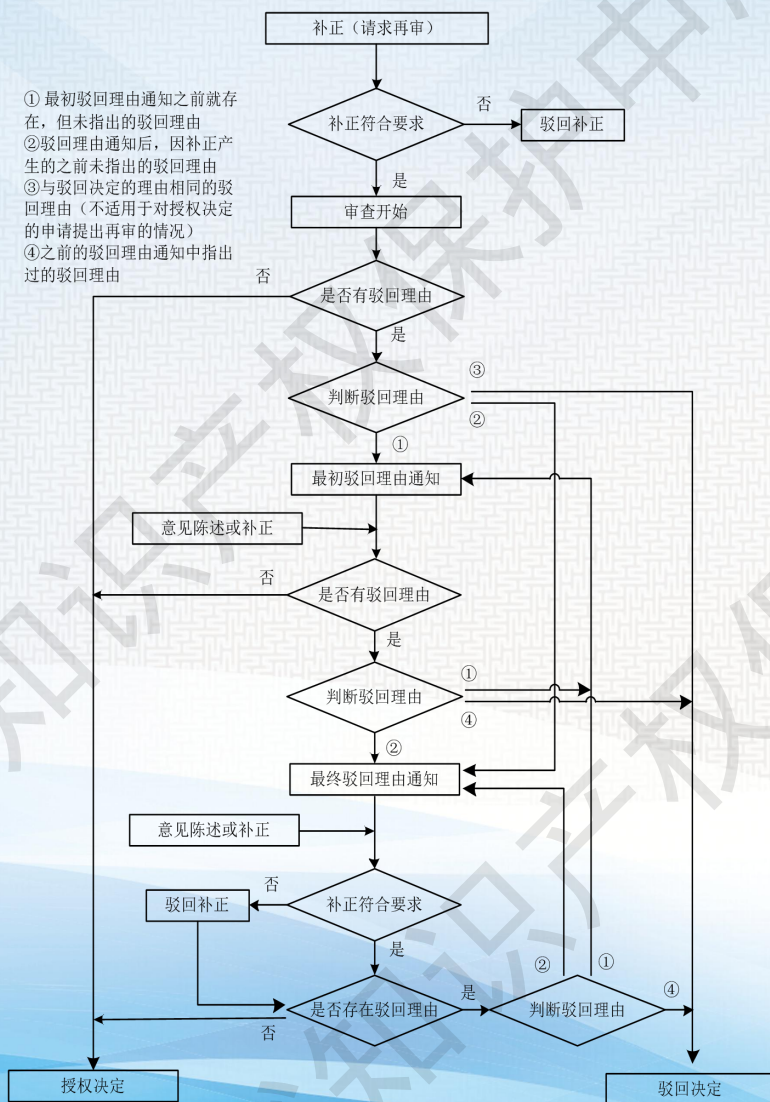 补正（请求再审）
① 最初驳回理由通知之前就存
在，但未指出的驳回理由
②驳回理由通知后，因补正产
生的之前未指出的驳回理由
③与驳回决定的理由相同的驳
回理由（不适用于对授权决定
的申请提出再审的情况）
④之前的驳回理由通知中指出
过的驳回理由
补正符合要求
否
驳回补正
是
审查开始
否
是否有驳回理由
是
③
判断驳回理由
②
①
最初驳回理由通知
意见陈述或补正
否
是否有驳回理由
是
①
判断驳回理由
④
②
最终驳回理由通知
意见陈述或补正
否
驳回补正
补正符合要求
是
②
①
是否存在驳回理由
是
判断驳回理由
④
否
授权决定
驳回决定
知识产权保护中
知识产权保